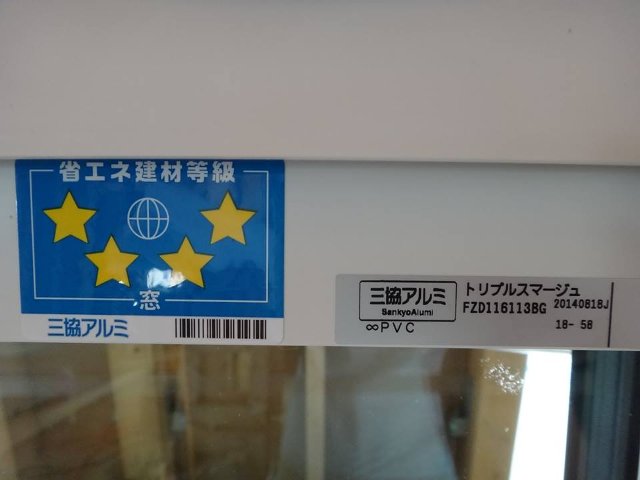 省エネ建材等級
窓
三協アルミ
三協アルミ
SankyoAlumi
∞PVC
トリプルスマージュ
FZD116113BG 20140818J
18- 58